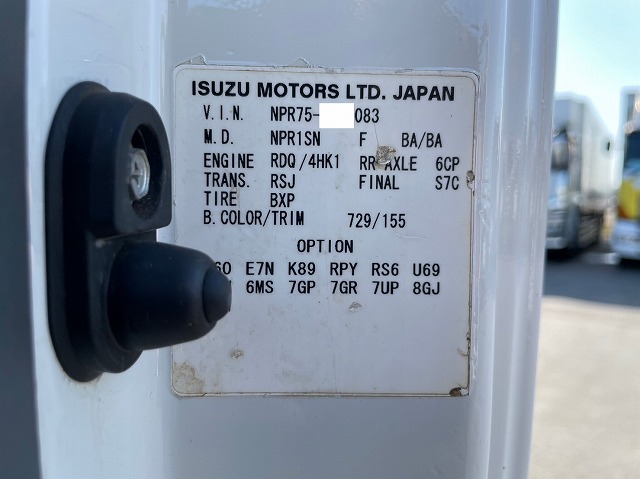 ISUZU MOTORS LTD. JAPAN
V.I.N. NPR75- 083
M.D. NPR1SN F BA/BA
ENGINE RDQ/4HK1 RR AXLE 6CP
TRANS. RSJ FINAL S7C
TIRE BXP
B.COLOR/TRIM 729/155
OPTION
E7N K89 RPY RS6 U69
6MS 7GP 7GR 7UP 8GJ